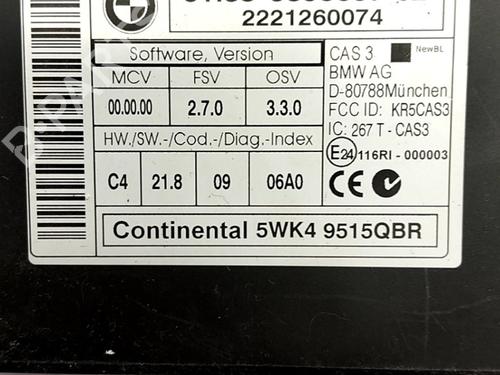 BMW
2221260074
Software, Version
MCV FSV OSV
00.00.00 2.7.0 3.3.0
HW./SW.-/Cod.-/Diag.-Index
C4 21.8 09 06A0
CAS 3 NewBL
BMW AG
D-80788München
FCC ID: KR5CAS3
IC: 267 T - CAS3
E24 116RI - 000003
CE
Continental 5WK4 9515QBR